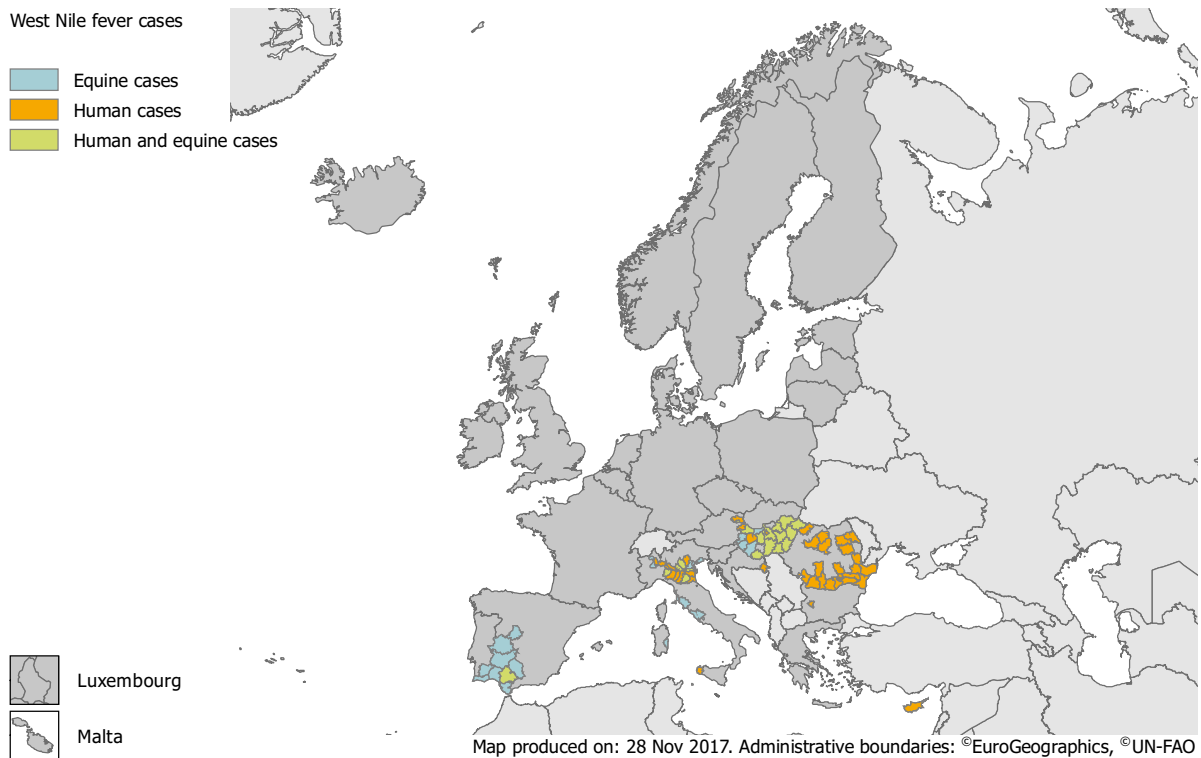 West Nile fever cases
Equine cases
Human cases
Human and equine cases
Luxembourg
Malta
Map produced on: 28 Nov 2017. Administrative boundaries: ©EuroGeographics, ©UN-FAO